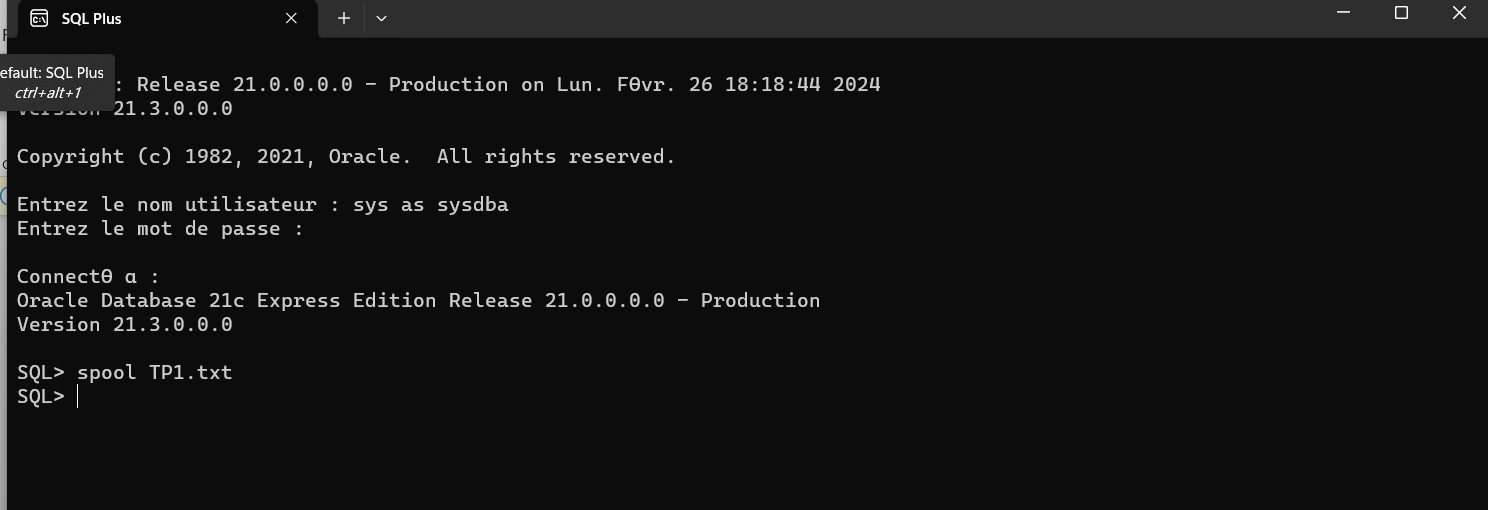 SQL Plus
efault: SQL Plus
ctrl+alt+1
: Release 21.0.0.0.0 - Production on Lun. FΘvr. 26 18:18:44 2024
Version 21.3.0.0.0
Copyright (c) 1982, 2021, Oracle.  All rights reserved.
Entrez le nom utilisateur : sys as sysdba
Entrez le mot de passe :
ConnectΘ α :
Oracle Database 21c Express Edition Release 21.0.0.0.0 - Production
Version 21.3.0.0.0
SQL> spool TP1.txt
SQL>